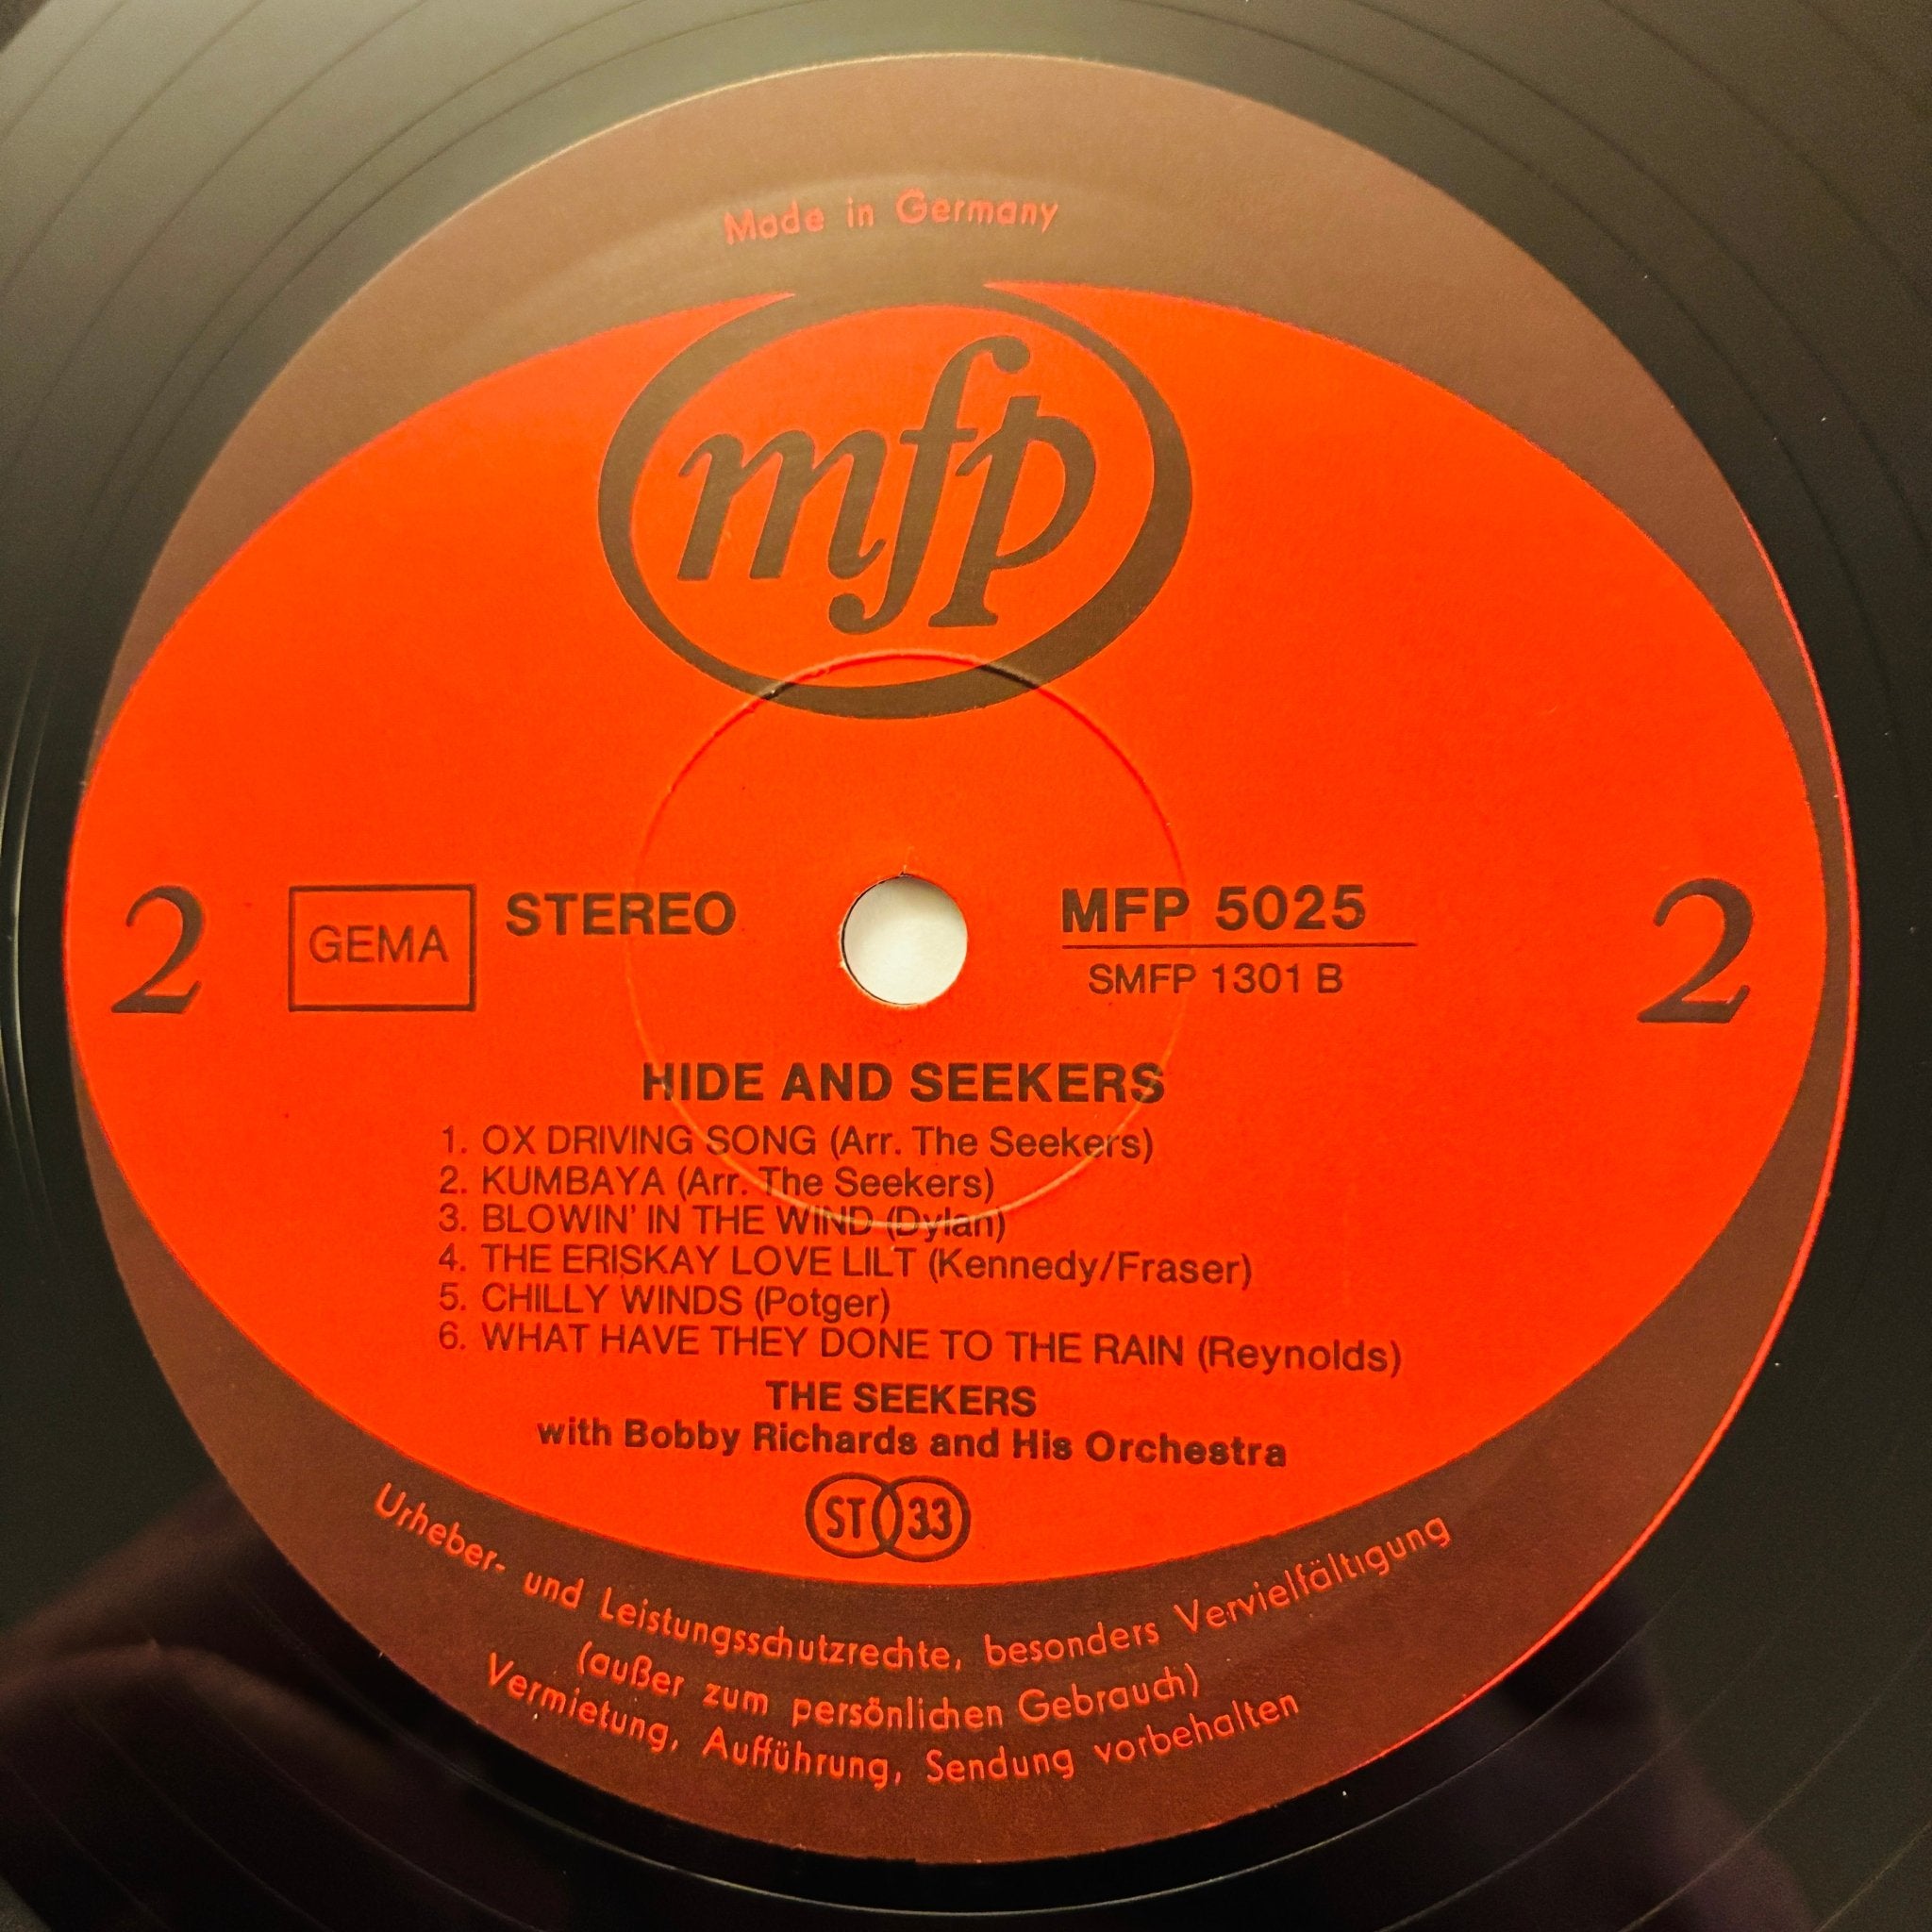 Made in Germany
mfp
2
GEMA
STEREO
MFP 5025
SMFP 1301 B
2
HIDE AND SEEKERS
1. OX DRIVING SONG (Arr. The Seekers)
2. KUMBAYA (Arr. The Seekers)
3. BLOWIN' IN THE WIND (Dylan)
4. THE ERISKAY LOVE LILT (Kennedy/Fraser)
5. CHILLY WINDS (Potger)
6. WHAT HAVE THEY DONE TO THE RAIN (Reynolds)
THE SEEKERS
with Bobby Richards and His Orchestra
ST 33
Urheber- und Leistungsschutzrechte, besonders Vervielfältigung
(außer zum persönlichen Gebrauch)
Vermietung, Aufführung, Sendung vorbehalten